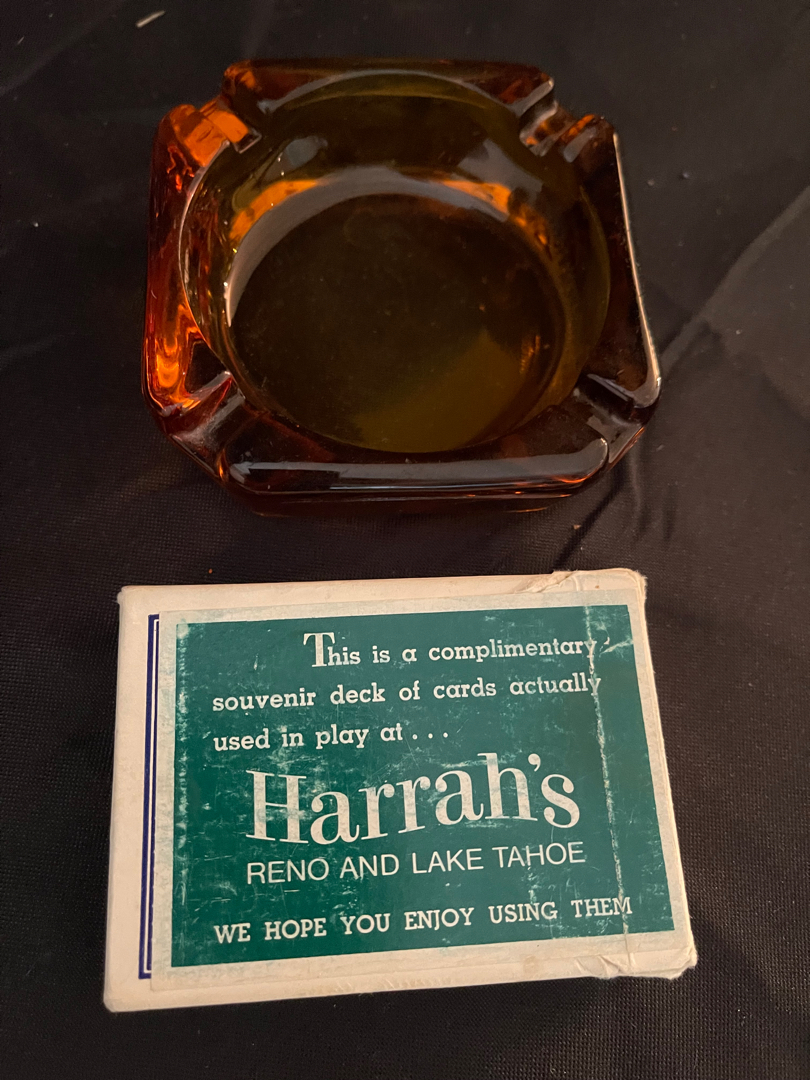 This is a complimentary
souvenir deck of cards actually
used in play at...
Harrah's
RENO AND LAKE TAHOE
WE HOPE YOU ENJOY USING THEM